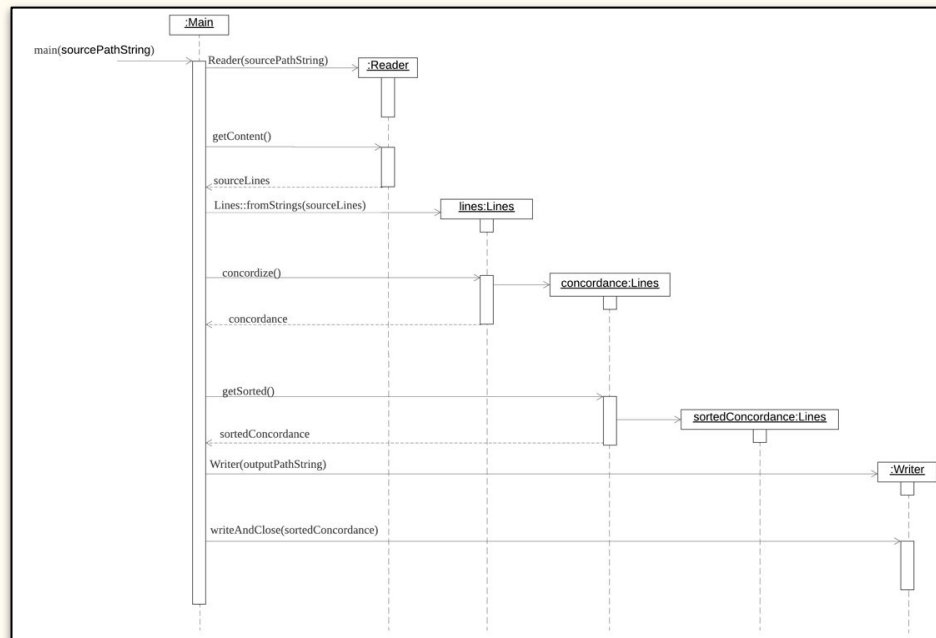 :Main
main(sourcePathString)
Reader(sourcePathString)
:Reader
getContent()
sourceLines
Lines::fromStrings(sourceLines)
lines:Lines
concordize()
concordance:Lines
concordance
getSorted()
sortedConcordance:Lines
sortedConcordance
Writer(outputPathString)
:Writer
writeAndClose(sortedConcordance)